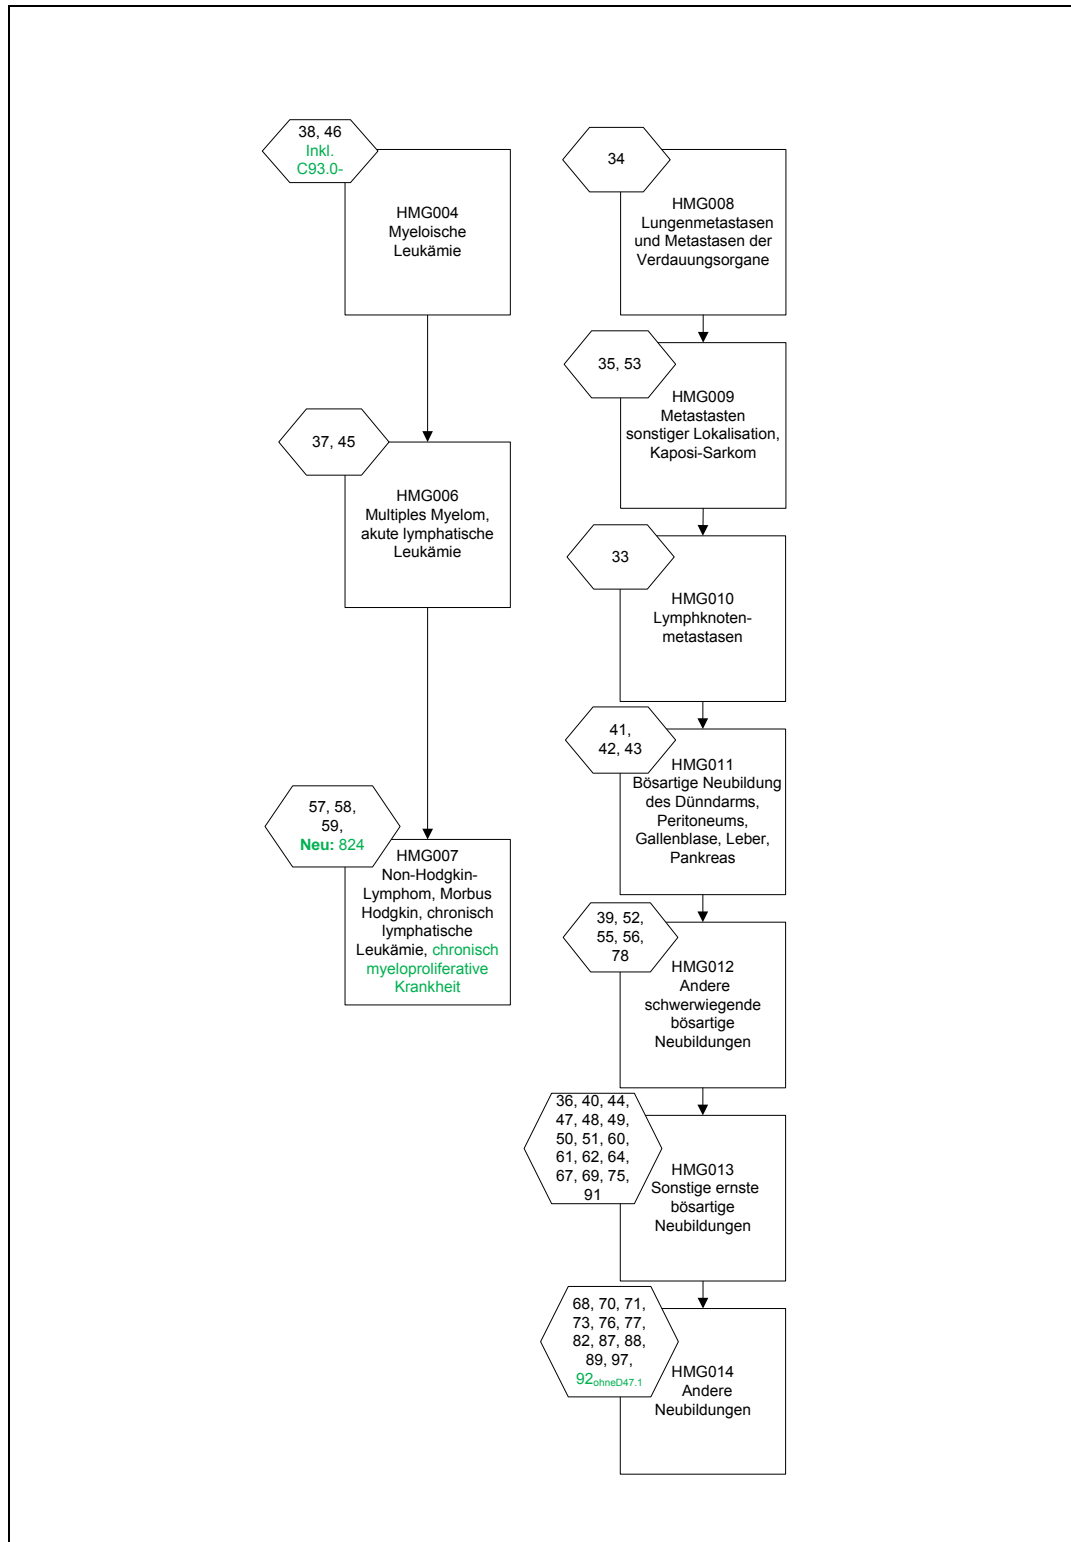 38, 46
Inkl.
C93.0-
HMG004
Myeloische
Leukämie
37, 45
HMG006
Multiples Myelom,
akute lymphatische
Leukämie
57, 58,
59,
Neu: 824
HMG007
Non-Hodgkin-
Lymphom, Morbus
Hodgkin, chronisch
lymphatische
Leukämie, chronisch
myeloproliferative
Krankheit
34
HMG008
Lungenmetastasen
und Metastasen der
Verdauungsorgane
35, 53
HMG009
Metastasten
sonstiger Lokalisation,
Kaposi-Sarkom
33
HMG010
Lymphknoten-
metastasen
41,
42, 43
HMG011
Bösartige Neubildung
des Dünndarms,
Peritoneums,
Gallenblase, Leber,
Pankreas
39, 52,
55, 56,
78
HMG012
Andere
schwerwiegende
bösartige
Neubildungen
36, 40, 44,
47, 48, 49,
50, 51, 60,
61, 62, 64,
67, 69, 75,
91
HMG013
Sonstige ernste
bösartige
Neubildungen
68, 70, 71,
73, 76, 77,
82, 87, 88,
89, 97,
92ohneD47.1
HMG014
Andere
Neubildungen